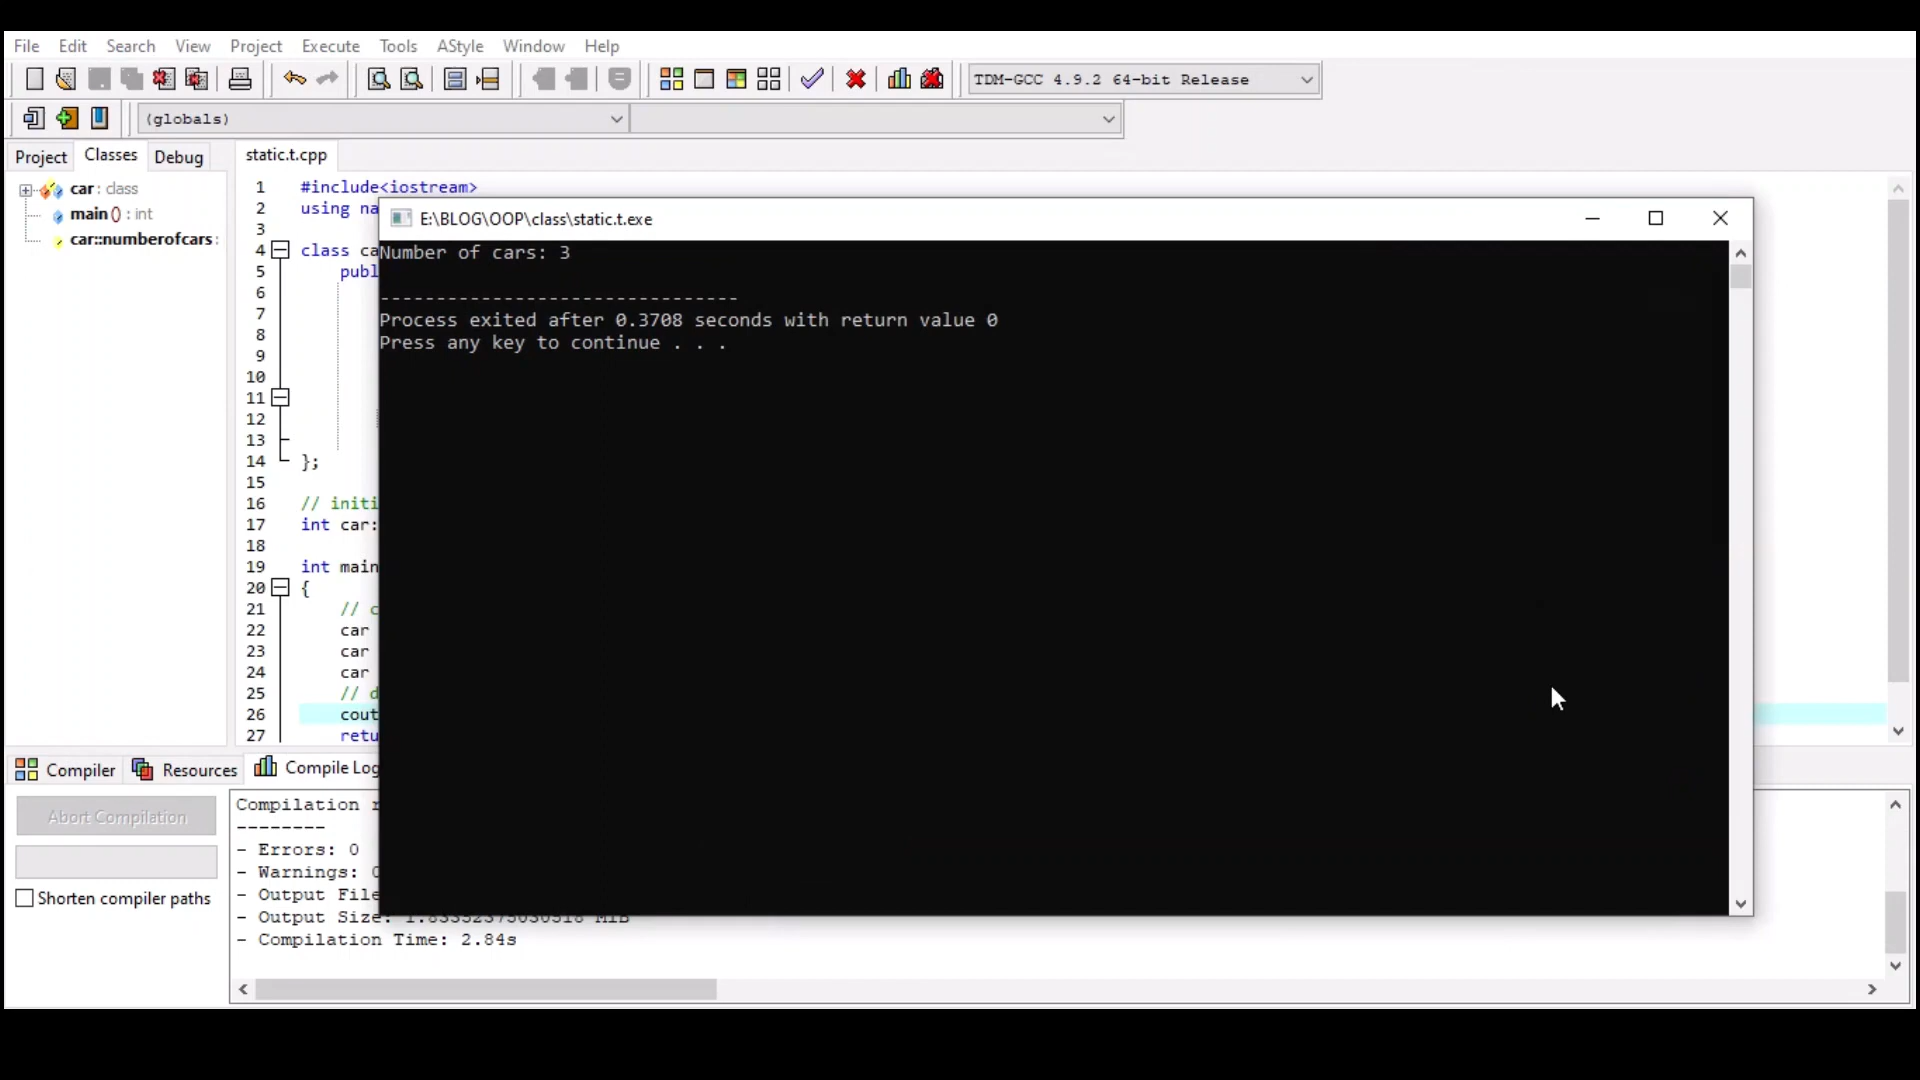 File Edit Search View Project Execute Tools AStyle Window Help
TDM-GCC 4.9.2 64-bit Release
(globals)
Project Classes Debug
static.t.cpp
car : class
main () : int
car::numberofcars :
1 #include<iostream>
2 using na
3
4 class ca
5 publ
6
7
8
9
10
11
12
13
14 };
15
16 // initi
17 int car:
18
19 int main
20 {
21 // c
22 car
23 car
24 car
25 // d
26 cout
27 retu
E:\BLOG\OOP\class\static.t.exe
Number of cars: 3
--------------------------------
Process exited after 0.3708 seconds with return value 0
Press any key to continue . . .
Compiler Resources Compile Log
Abort Compilation
Shorten compiler paths
Compilation r
--------
- Errors: 0
- Warnings: 0
- Output File
- Output Size: 1.83352375030518 MiB
- Compilation Time: 2.84s